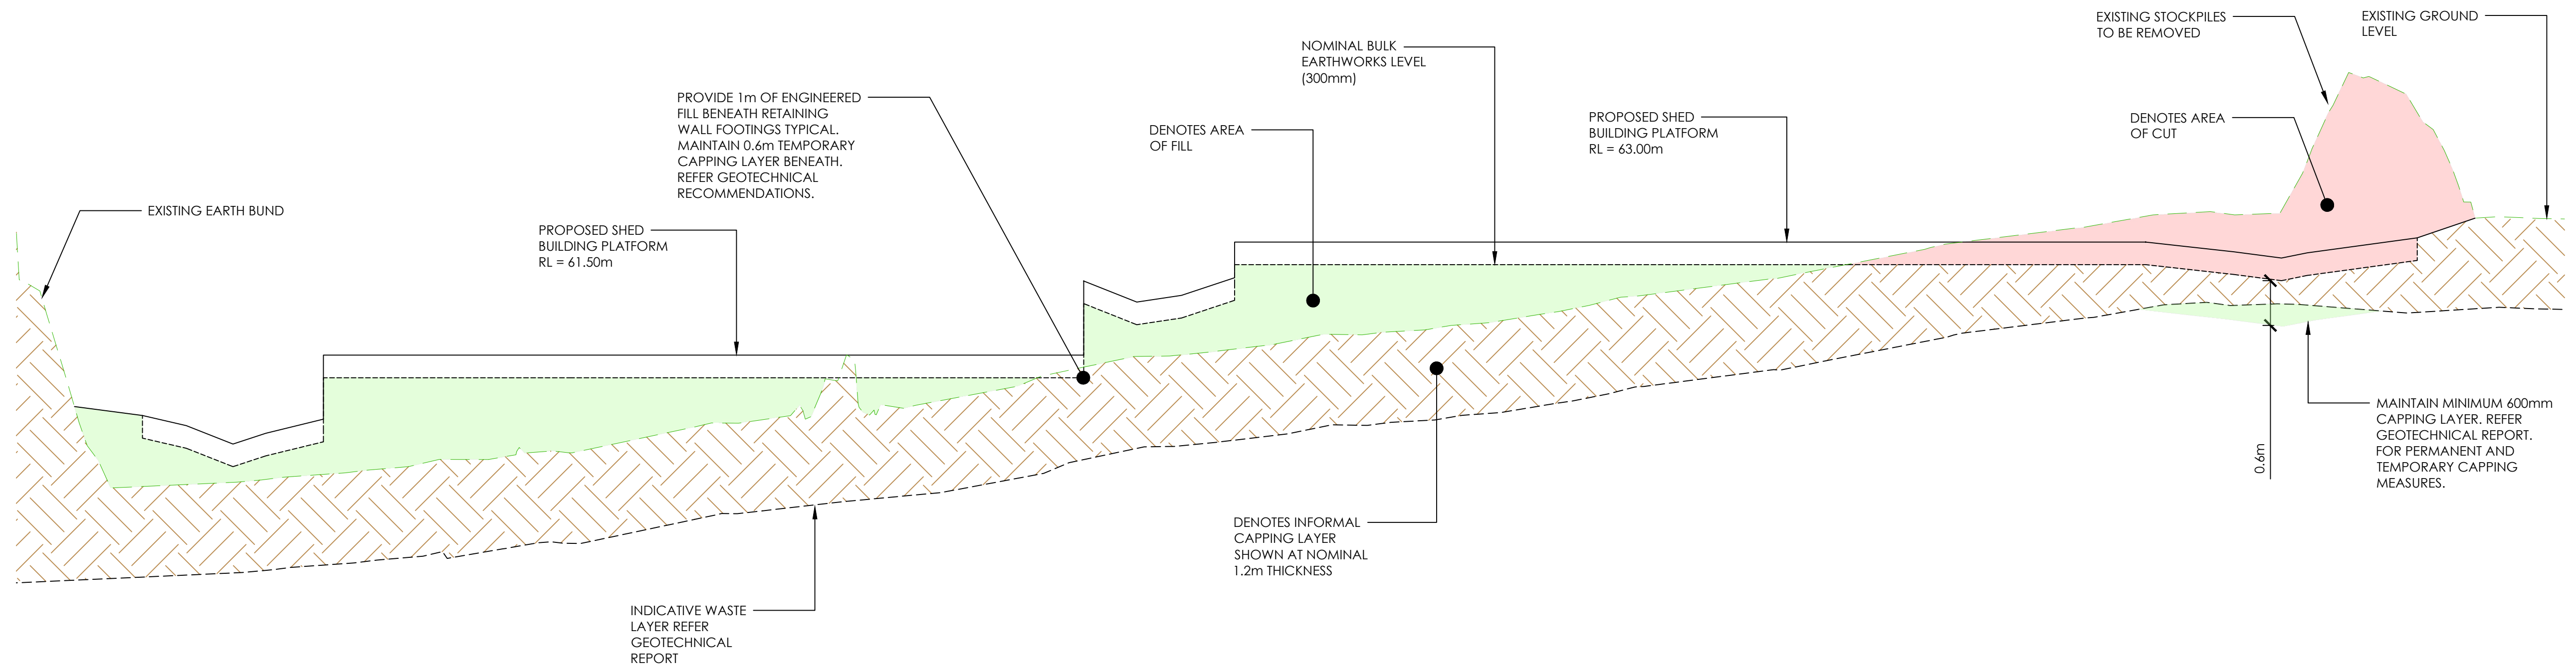 EXISTING STOCKPILES
TO BE REMOVED
EXISTING GROUND
LEVEL
NOMINAL BULK
EARTHWORKS LEVEL
(300mm)
PROVIDE 1m OF ENGINEERED
FILL BENEATH RETAINING
WALL FOOTINGS TYPICAL.
MAINTAIN 0.6m TEMPORARY
CAPPING LAYER BENEATH.
REFER GEOTECHNICAL
RECOMMENDATIONS.
DENOTES AREA
OF FILL
PROPOSED SHED
BUILDING PLATFORM
RL = 63.00m
DENOTES AREA
OF CUT
EXISTING EARTH BUND
PROPOSED SHED
BUILDING PLATFORM
RL = 61.50m
MAINTAIN MINIMUM 600mm
CAPPING LAYER. REFER
GEOTECHNICAL REPORT.
FOR PERMANENT AND
TEMPORARY CAPPING
MEASURES.
0.6m
DENOTES INFORMAL
CAPPING LAYER
SHOWN AT NOMINAL
1.2m THICKNESS
INDICATIVE WASTE
LAYER REFER
GEOTECHNICAL
REPORT